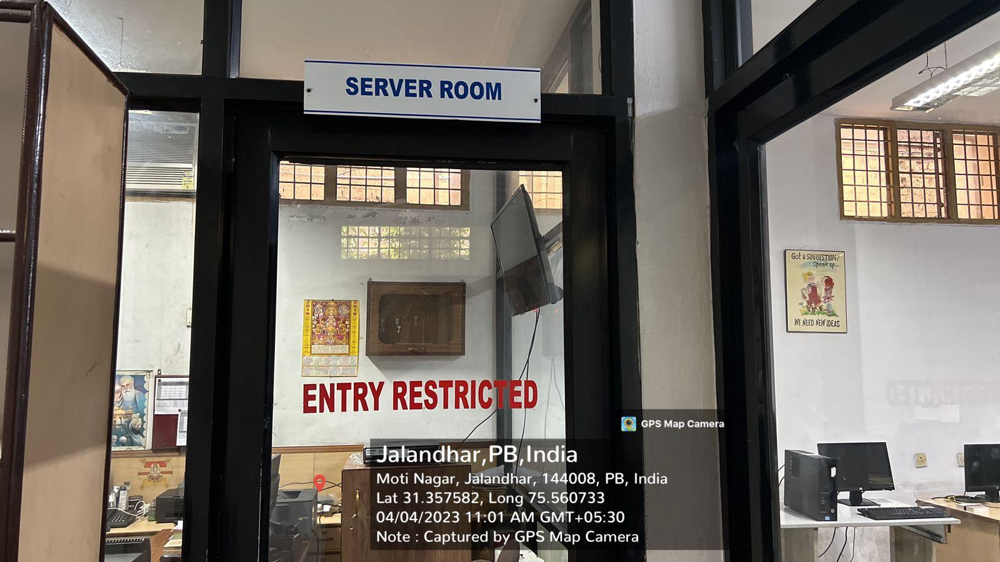 SERVER ROOM
2019
2019
ENTRY RESTRICTED
Got a SUGGESTION?
Speak up...
WE NEED NEW IDEAS
GPS Map Camera
Jalandhar,PB,India
Moti Nagar, Jalandhar, 144008, PB, India
Lat 31.357582, Long 75.560733
04/04/2023 11:01 AM GMT+05:30
Note : Captured by GPS Map Camera